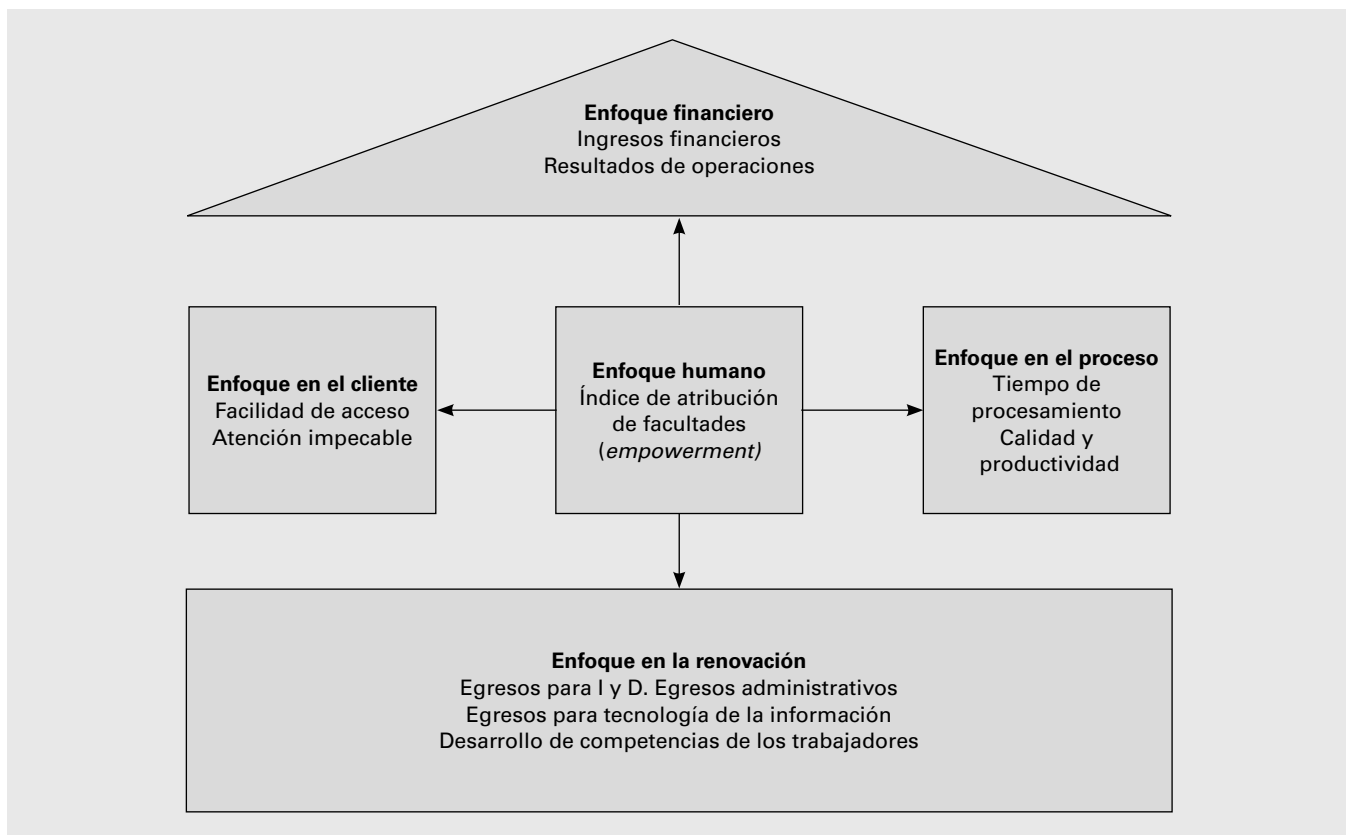 Enfoque financiero
Ingresos financieros
Resultados de operaciones
Enfoque en el cliente
Facilidad de acceso
Atención impecable
Enfoque humano
Índice de atribución
de facultades
(empowerment)
Enfoque en el proceso
Tiempo de
procesamiento
Calidad y
productividad
Enfoque en la renovación
Egresos para I y D. Egresos administrativos
Egresos para tecnología de la información
Desarrollo de competencias de los trabajadores